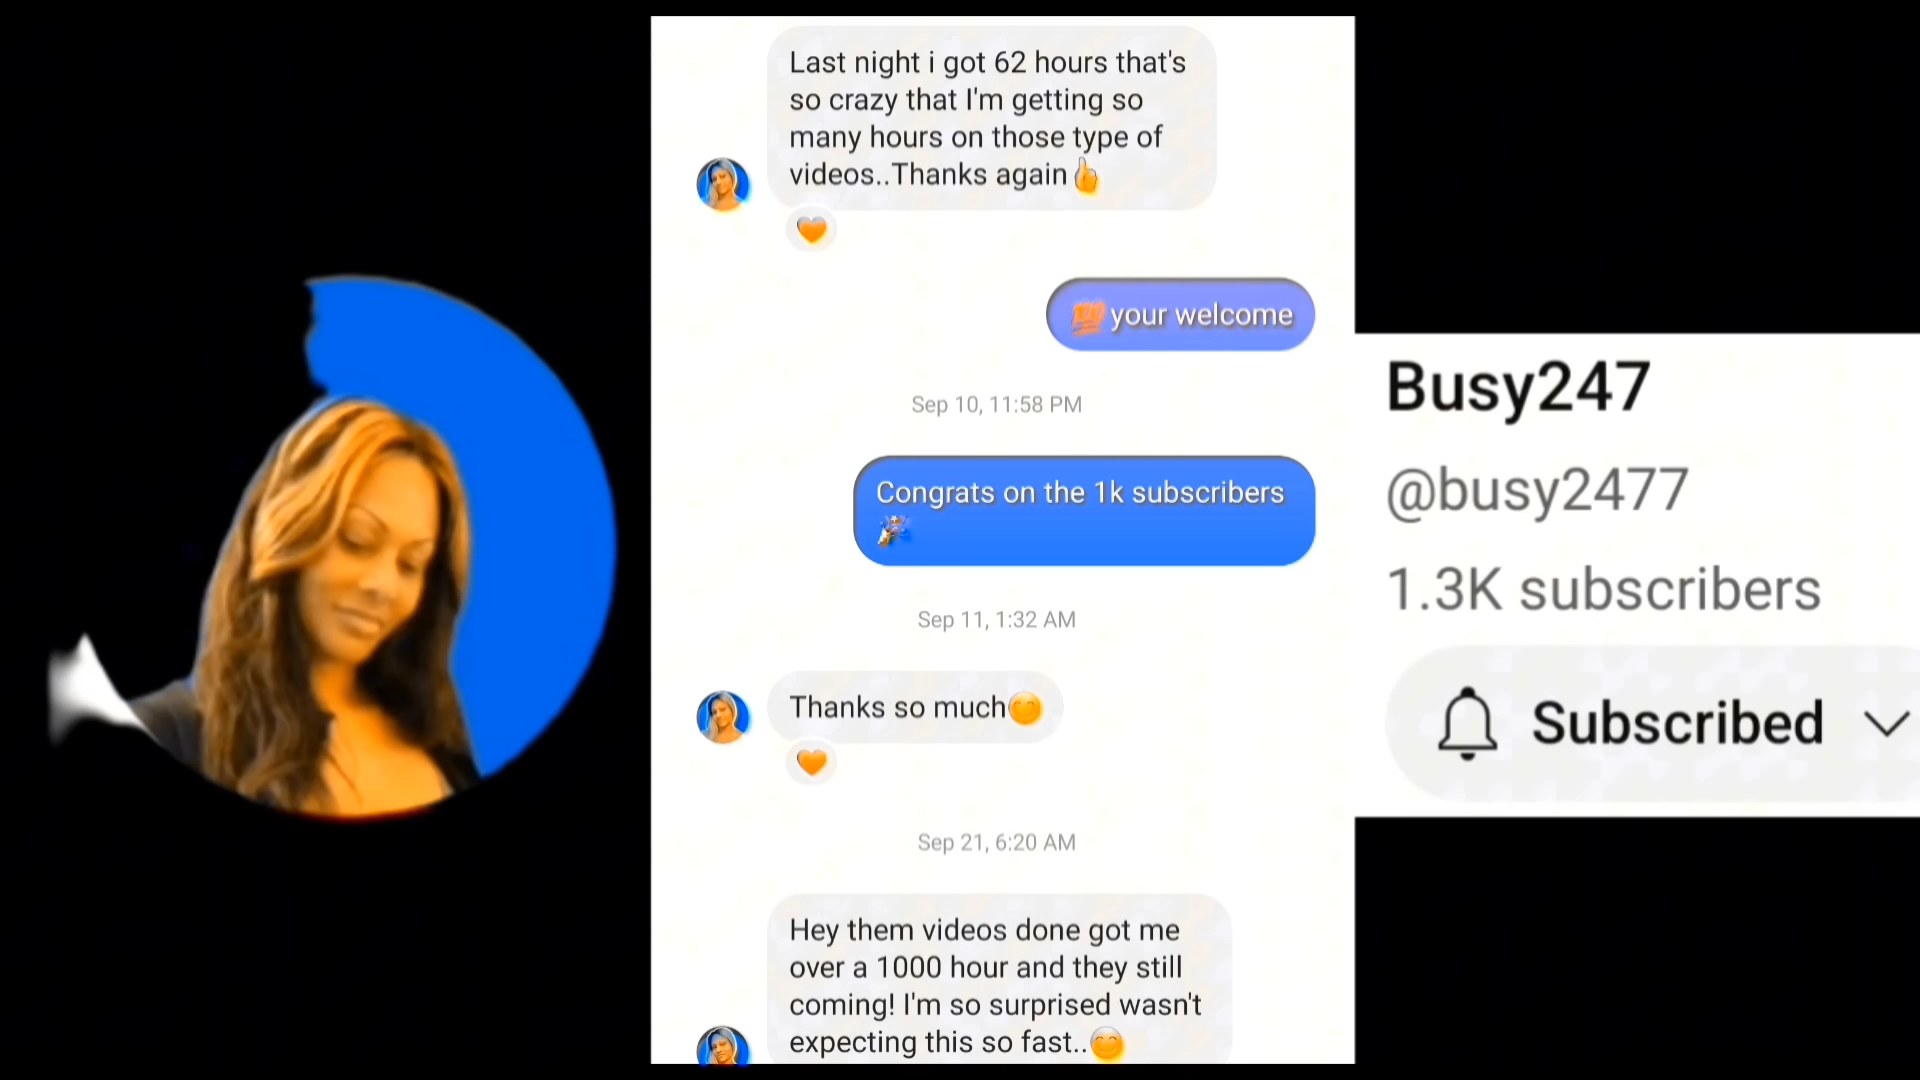 Last night i got 62 hours that's
so crazy that I'm getting so
many hours on those type of
videos..Thanks again👍
🧡
💯your welcome
Sep 10, 11:58 PM
Congrats on the 1k subscribers
🎉
Sep 11, 1:32 AM
Thanks so much😊
🧡
Sep 21, 6:20 AM
Hey them videos done got me
over a 1000 hour and they still
coming! I'm so surprised wasn't
expecting this so fast..😊
Busy247
@busy2477
1.3K subscribers
Subscribed